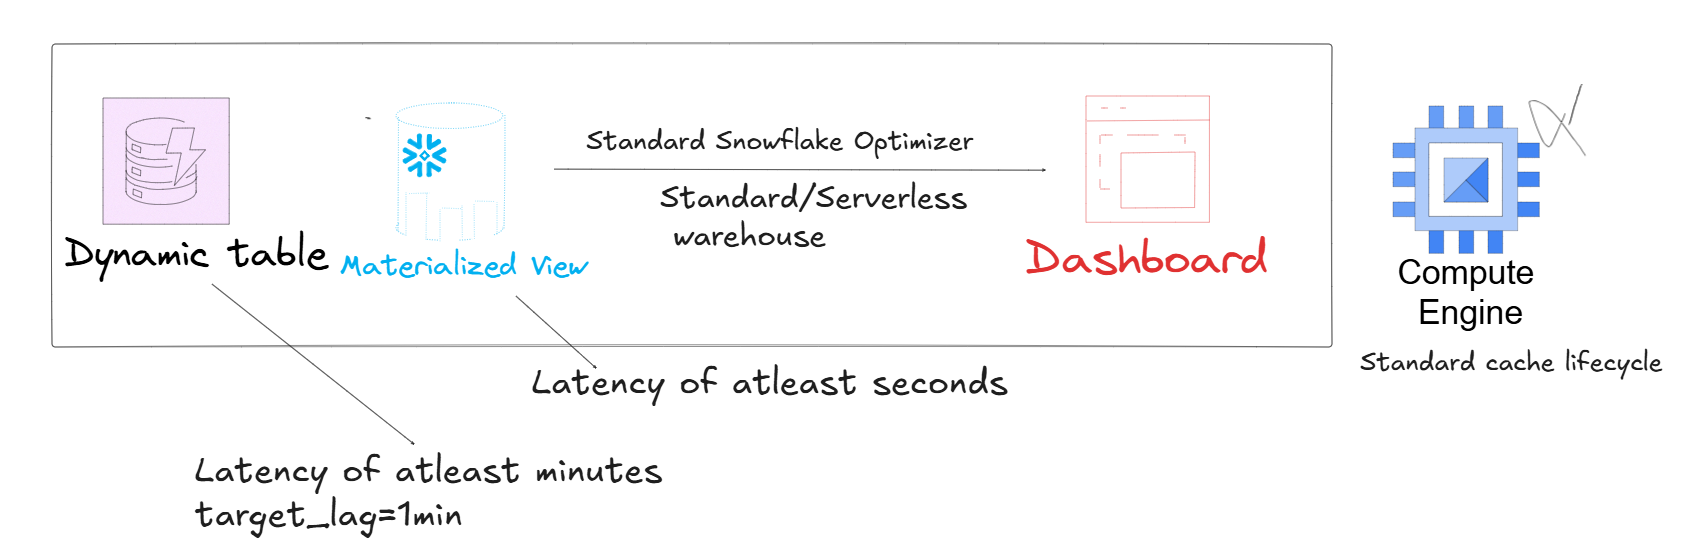 Standard Snowflake Optimizer
Standard/Serverless
warehouse
Dynamic table
Materialized View
Dashboard
Compute
Engine
Standard cache lifecycle
Latency of atleast seconds
Latency of atleast minutes
target_lag=1min